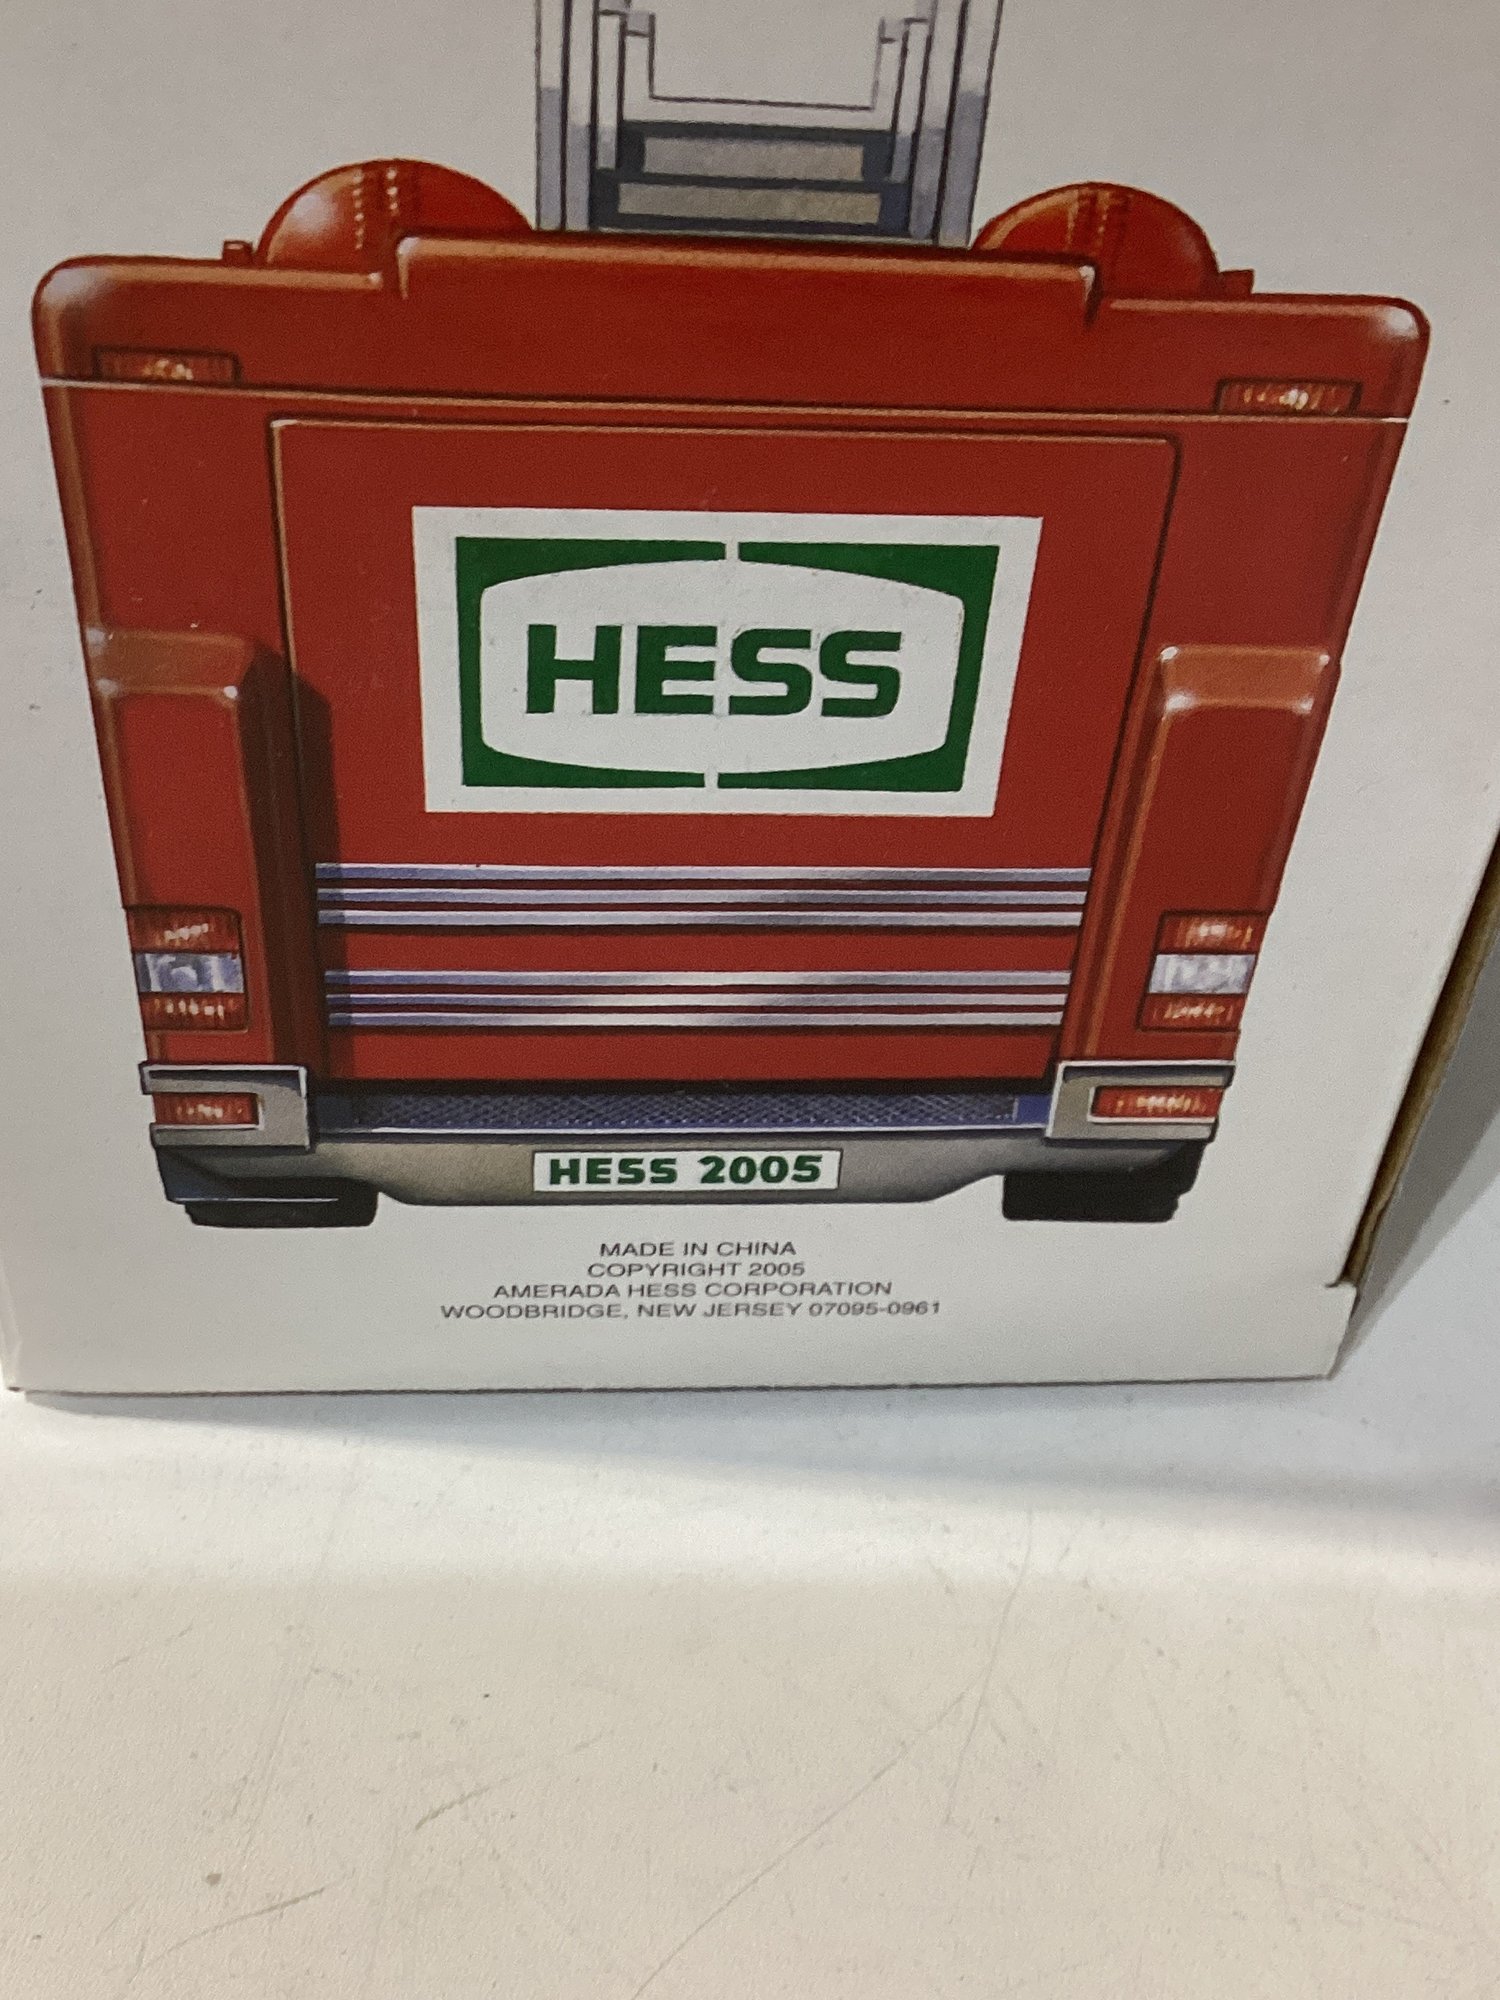 HESS
HESS 2005
MADE IN CHINA
COPYRIGHT 2005
AMERADA HESS CORPORATION
WOODBRIDGE, NEW JERSEY 07095-0961